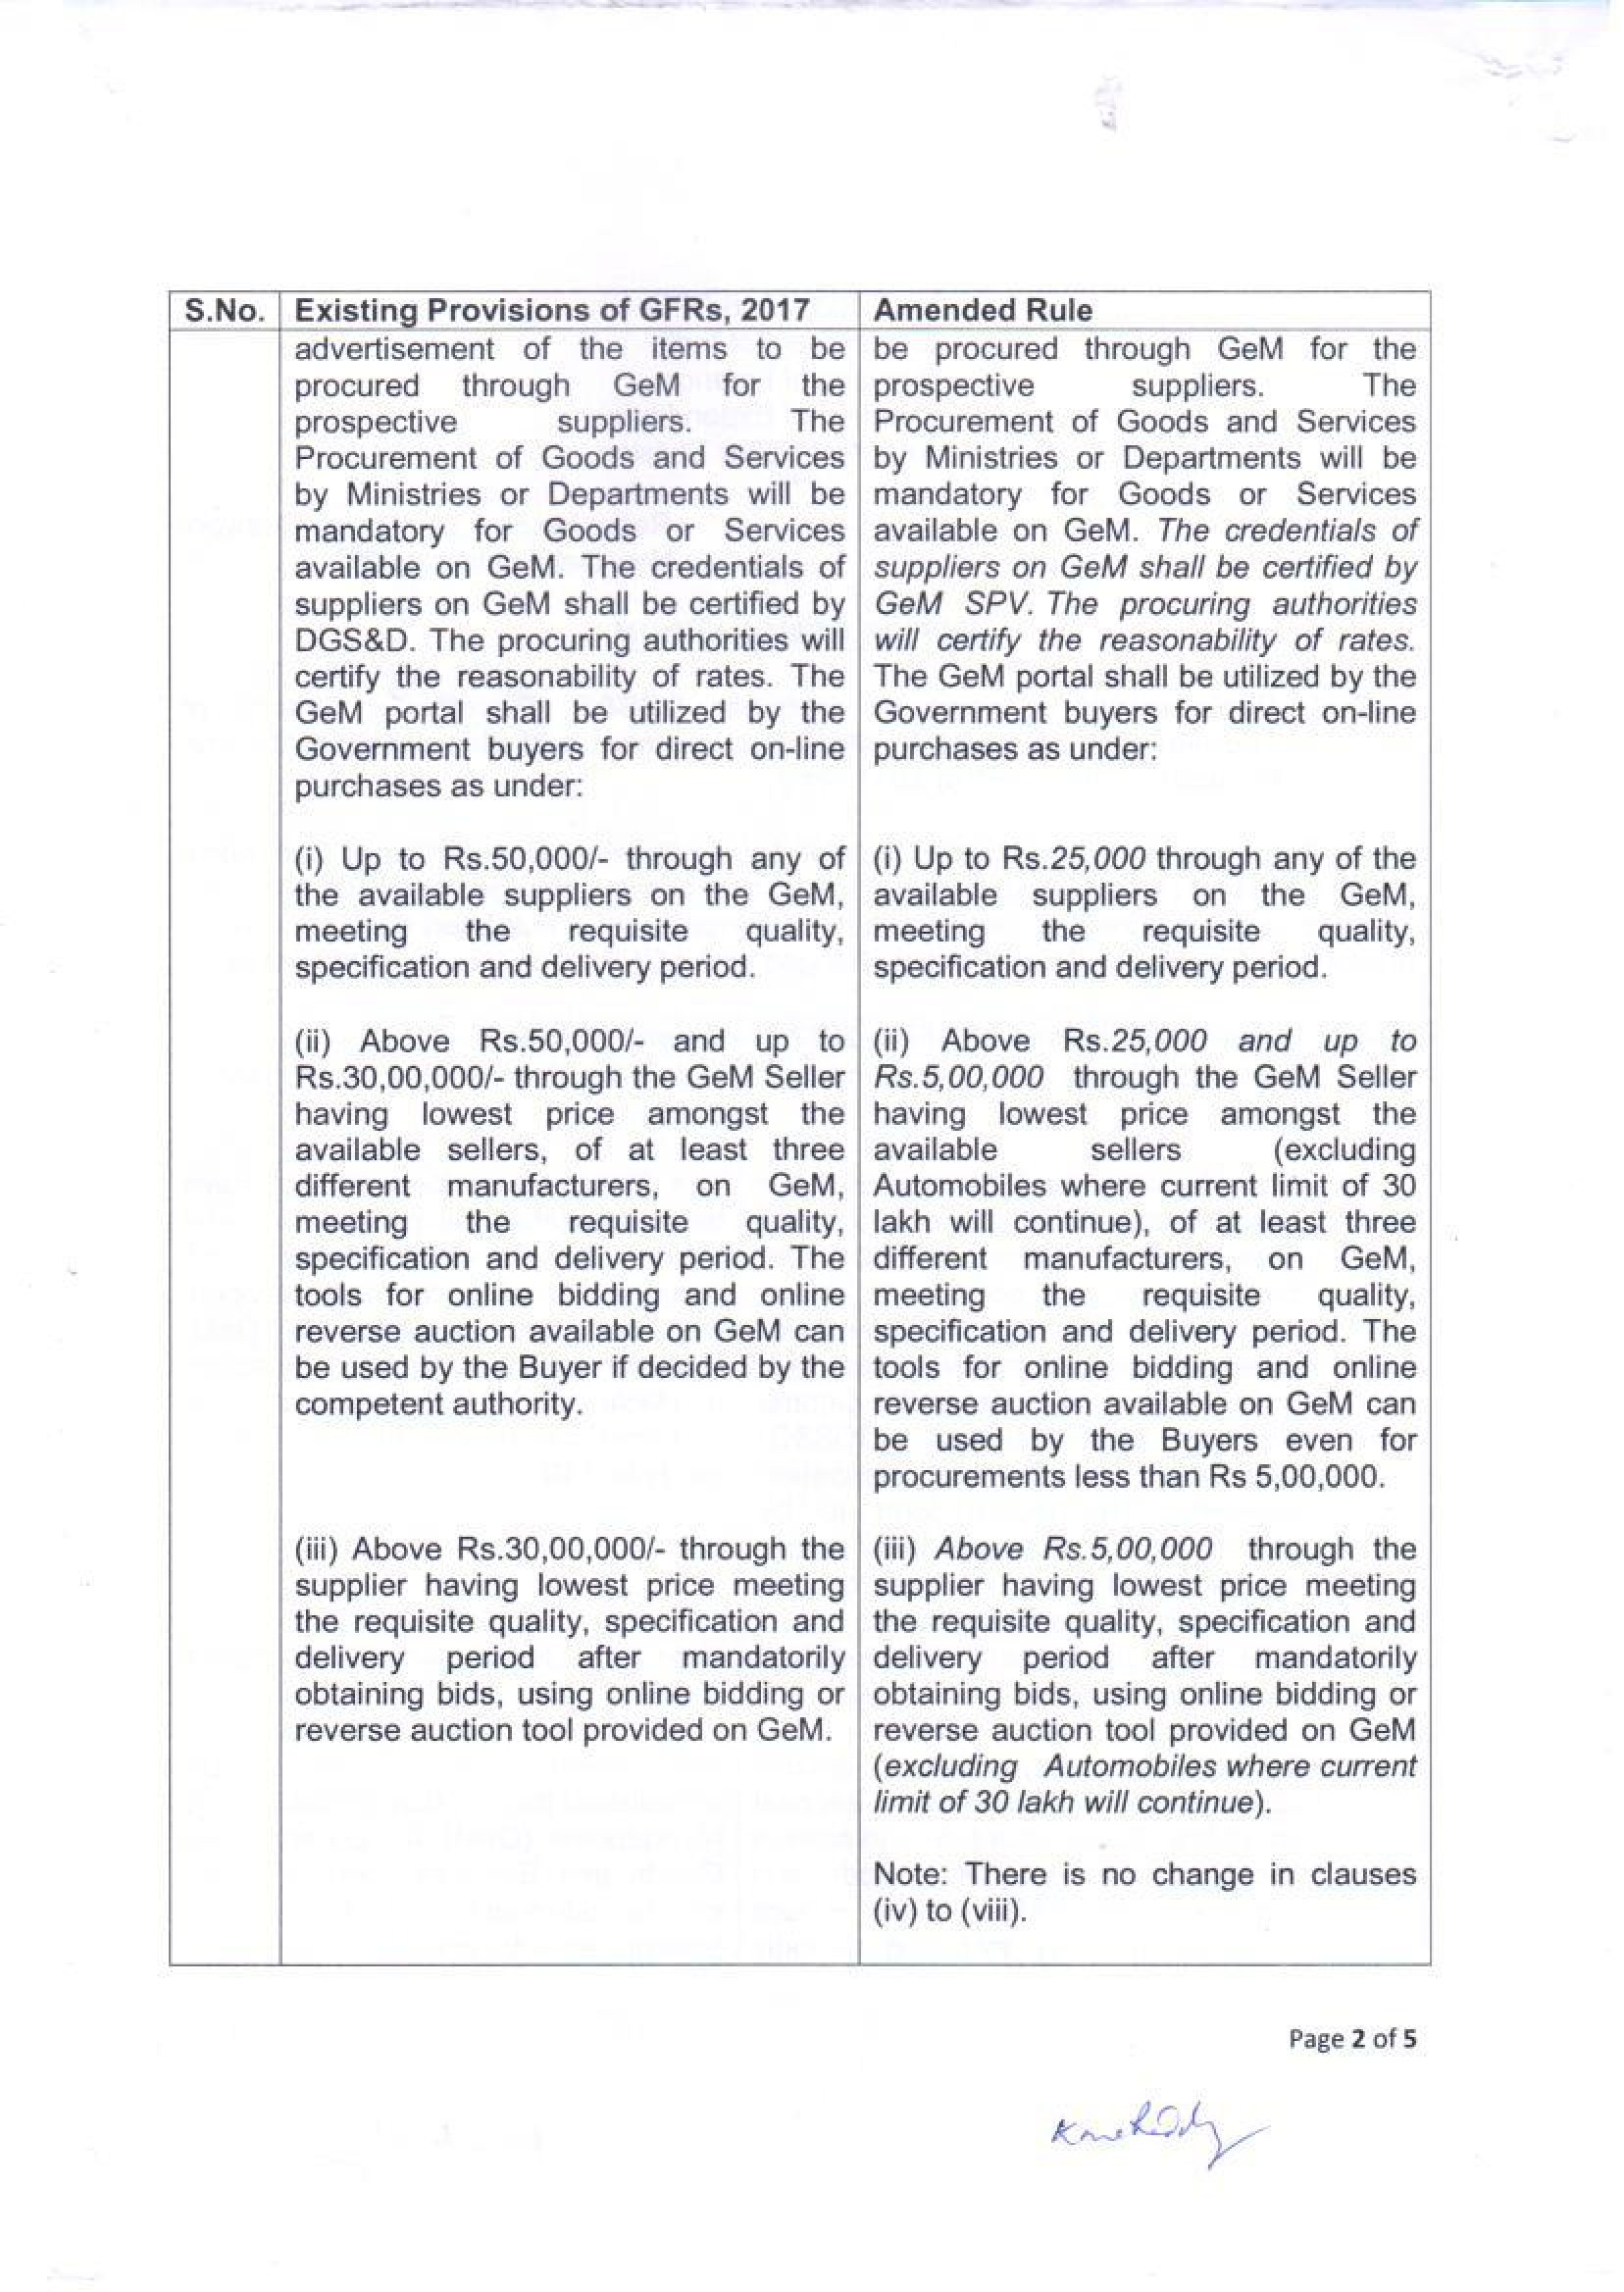 S.No.
Existing Provisions of GFRs, 2017
Amended Rule
advertisement of the items to be
procured through GeM for the
prospective suppliers. The
Procurement of Goods and Services
by Ministries or Departments will be
mandatory for Goods or Services
available on GeM. The credentials of
suppliers on GeM shall be certified by
DGS&D. The procuring authorities will
certify the reasonability of rates. The
GeM portal shall be utilized by the
Government buyers for direct on-line
purchases as under:
(i) Up to Rs.50,000/- through any of
the available suppliers on the GeM,
meeting the requisite quality,
specification and delivery period.
(ii) Above Rs.50,000/- and up to
Rs.30,00,000/- through the GeM Seller
having lowest price amongst the
available sellers, of at least three
different manufacturers, on GeM,
meeting the requisite quality,
specification and delivery period. The
tools for online bidding and online
reverse auction available on GeM can
be used by the Buyer if decided by the
competent authority.
(iii) Above Rs.30,00,000/- through the
supplier having lowest price meeting
the requisite quality, specification and
delivery period after mandatorily
obtaining bids, using online bidding or
reverse auction tool provided on GeM.
be procured through GeM for the
prospective suppliers. The
Procurement of Goods and Services
by Ministries or Departments will be
mandatory for Goods or Services
available on GeM. The credentials of
suppliers on GeM shall be certified by
GeM SPV. The procuring authorities
will certify the reasonability of rates.
The GeM portal shall be utilized by the
Government buyers for direct on-line
purchases as under:
(i) Up to Rs.25,000 through any of the
available suppliers on the GeM,
meeting the requisite quality,
specification and delivery period.
(ii) Above Rs.25,000 and up to
Rs.5,00,000 through the GeM Seller
having lowest price amongst the
available sellers (excluding
Automobiles where current limit of 30
lakh will continue), of at least three
different manufacturers, on GeM,
meeting the requisite quality,
specification and delivery period. The
tools for online bidding and online
reverse auction available on GeM can
be used by the Buyers even for
procurements less than Rs 5,00,000.
(iii) Above Rs.5,00,000 through the
supplier having lowest price meeting
the requisite quality, specification and
delivery period after mandatorily
obtaining bids, using online bidding or
reverse auction tool provided on GeM
(excluding Automobiles where current
limit of 30 lakh will continue).
Note: There is no change in clauses
(iv) to (viii).
Page 2 of 5